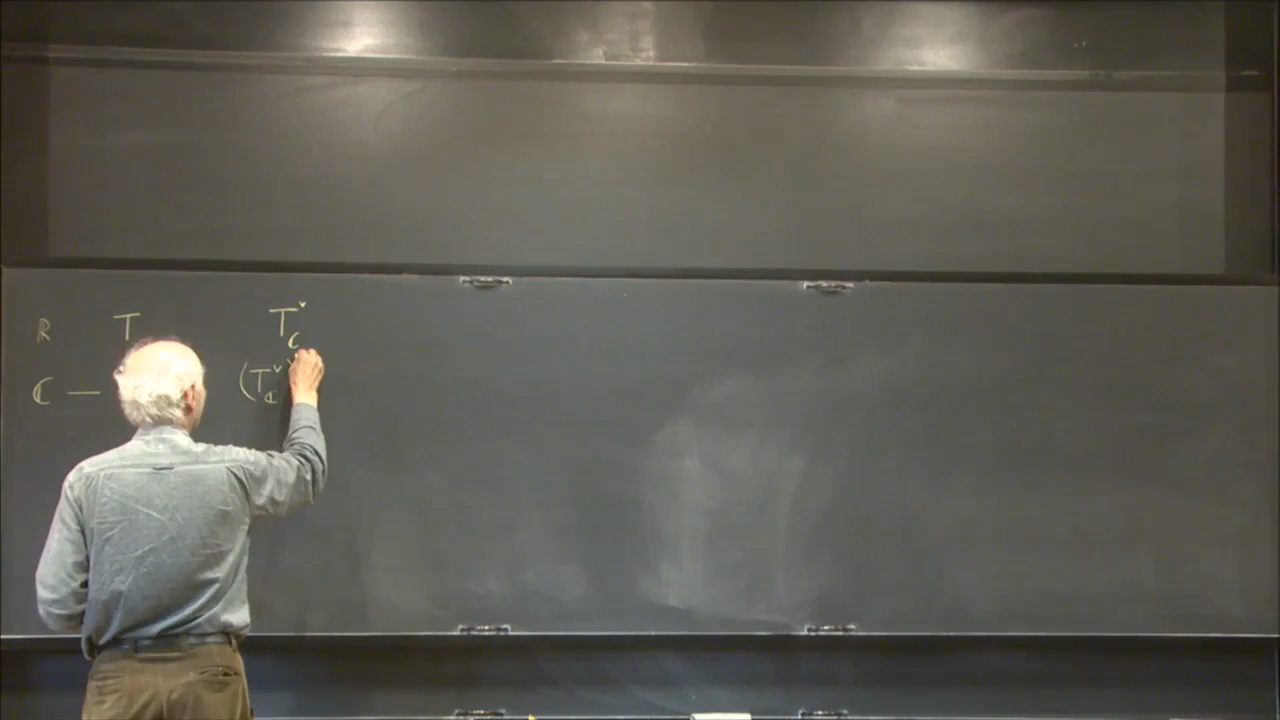 ℝ T T^∨_ℂ
ℂ — (T^∨_ℂ